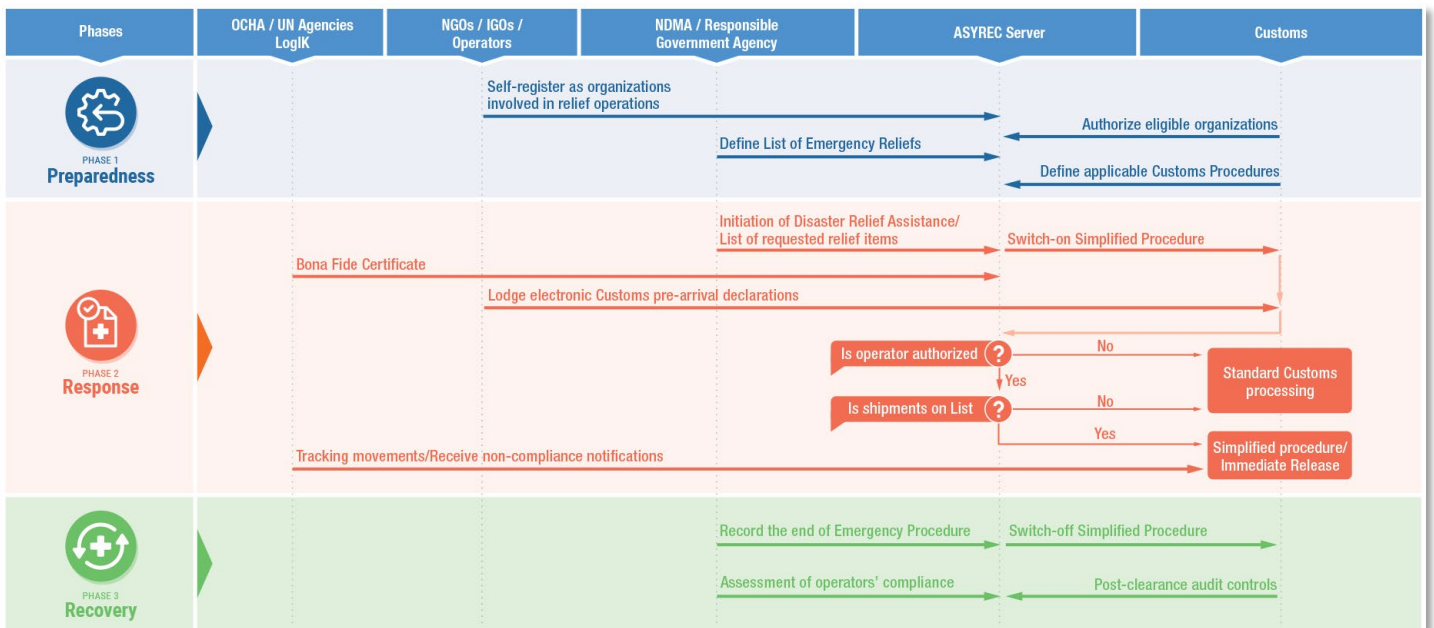 Phases
OCHA / UN Agencies
LogIK
NGOs / IGOs /
Operators
NDMA / Responsible
Government Agency
ASYREC Server
Customs
PHASE 1
Preparedness
Self-register as organizations
involved in relief operations
Authorize eligible organizations
Define List of Emergency Reliefs
Define applicable Customs Procedures
PHASE 2
Response
Initiation of Disaster Relief Assistance/
List of requested relief items
Switch-on Simplified Procedure
Bona Fide Certificate
Lodge electronic Customs pre-arrival declarations
Is operator authorized
?
No
Yes
Standard Customs
processing
Is shipments on List
?
No
Yes
Simplified procedure/
Immediate Release
Tracking movements/Receive non-compliance notifications
PHASE 3
Recovery
Record the end of Emergency Procedure
Switch-off Simplified Procedure
Assessment of operators' compliance
Post-clearance audit controls